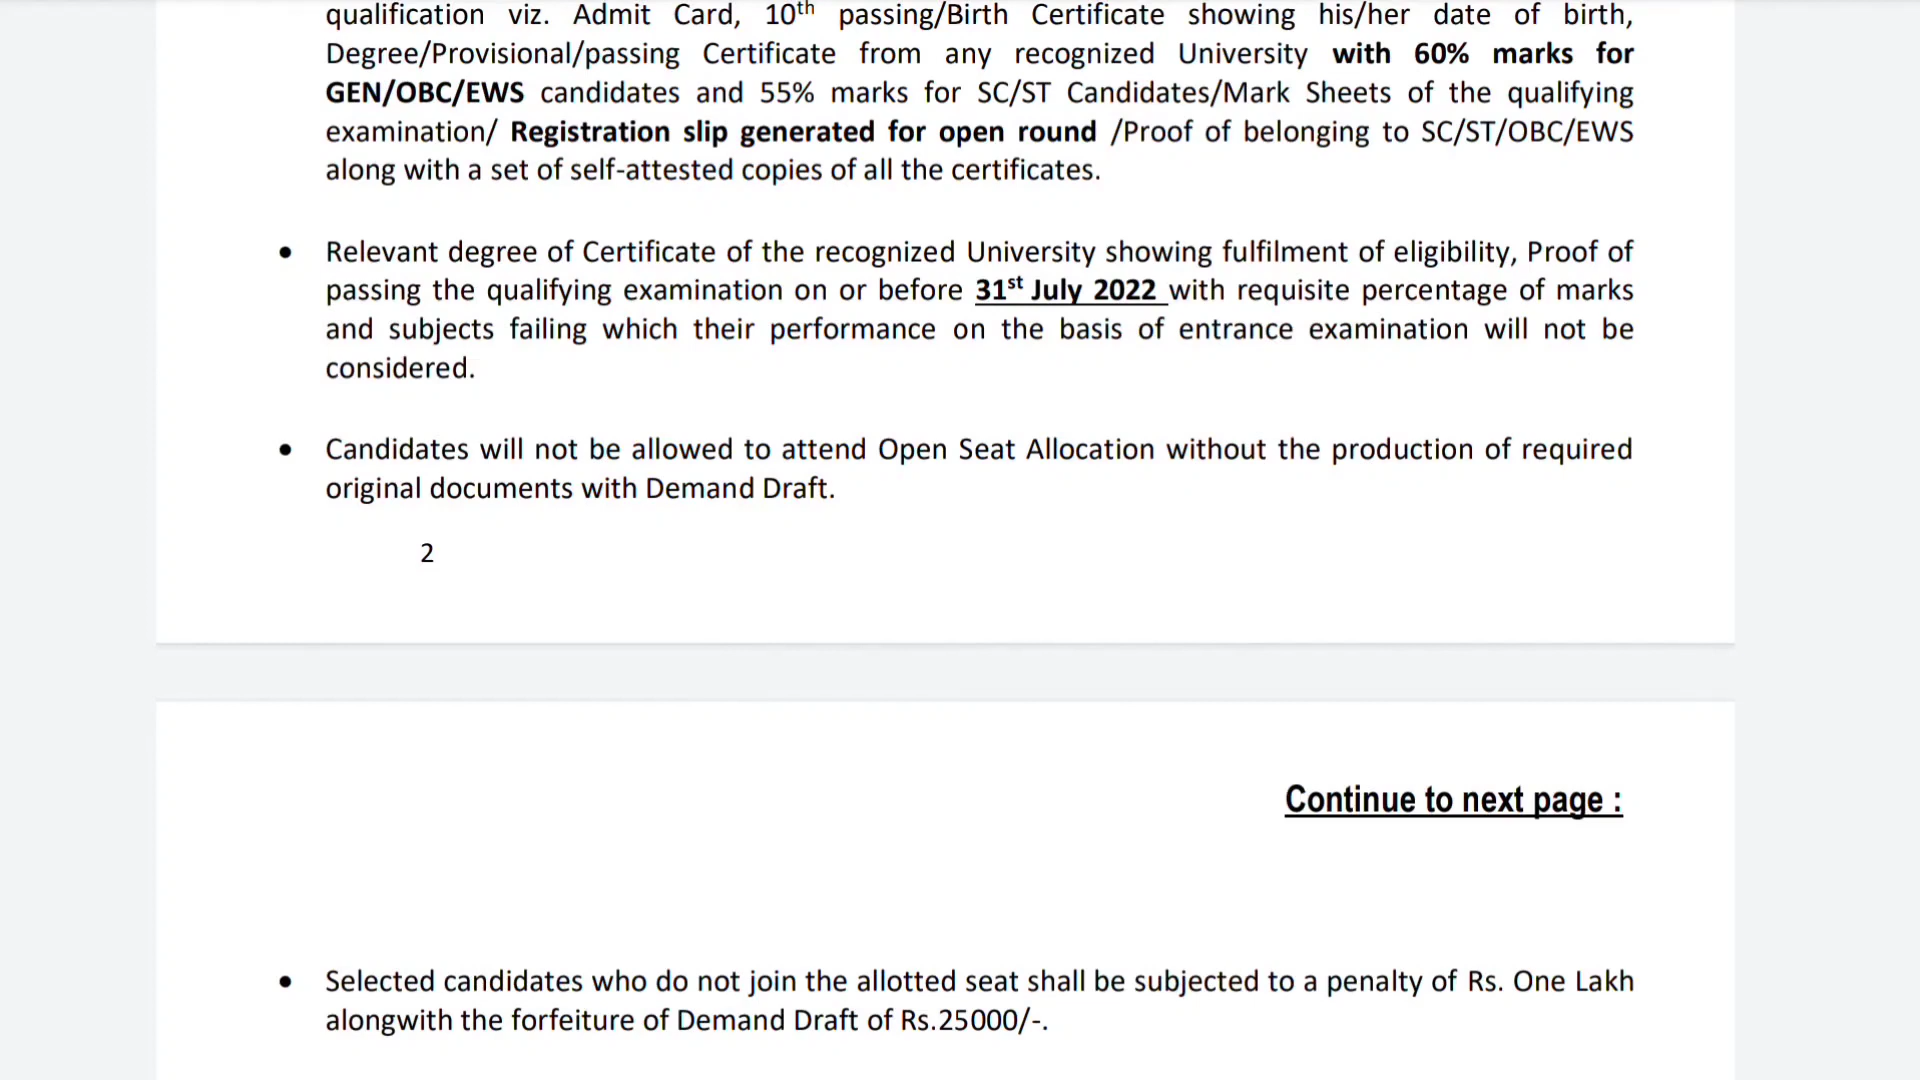 qualification viz. Admit Card, 10th passing/Birth Certificate showing his/her date of birth,
Degree/Provisional/passing Certificate from any recognized University with 60% marks for
GEN/OBC/EWS candidates and 55% marks for SC/ST Candidates/Mark Sheets of the qualifying
examination/ Registration slip generated for open round /Proof of belonging to SC/ST/OBC/EWS
along with a set of self-attested copies of all the certificates.
• Relevant degree of Certificate of the recognized University showing fulfilment of eligibility, Proof of
passing the qualifying examination on or before 31st July 2022 with requisite percentage of marks
and subjects failing which their performance on the basis of entrance examination will not be
considered.
• Candidates will not be allowed to attend Open Seat Allocation without the production of required
original documents with Demand Draft.
2
Continue to next page :
• Selected candidates who do not join the allotted seat shall be subjected to a penalty of Rs. One Lakh
alongwith the forfeiture of Demand Draft of Rs.25000/-.